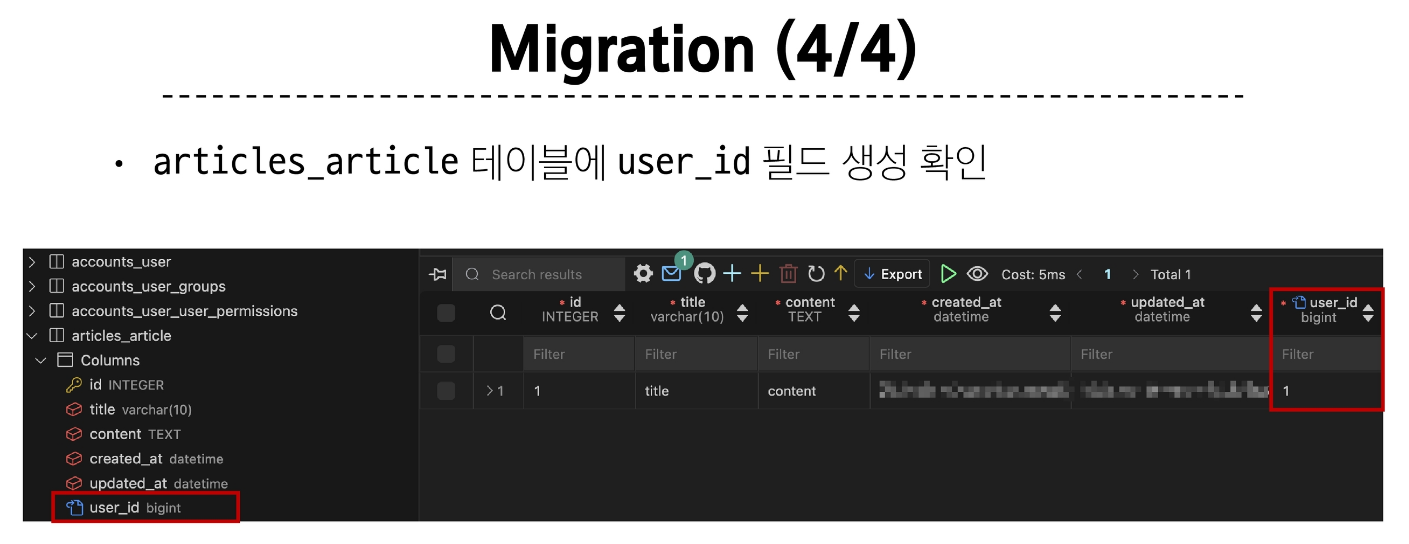 Migration (4/4)
• articles_article 테이블에 user_id 필드 생성 확인
accounts_user
accounts_user_groups
accounts_user_user_permissions
articles_article
Columns
id INTEGER
title varchar(10)
content TEXT
created_at datetime
updated_at datetime
user_id bigint
Search results 1 Export Cost: 5ms < 1 > Total 1
* id * title * content * created_at * updated_at * user_id
INTEGER varchar(10) TEXT datetime datetime bigint
Filter Filter Filter Filter Filter Filter
> 1 1 title content 1